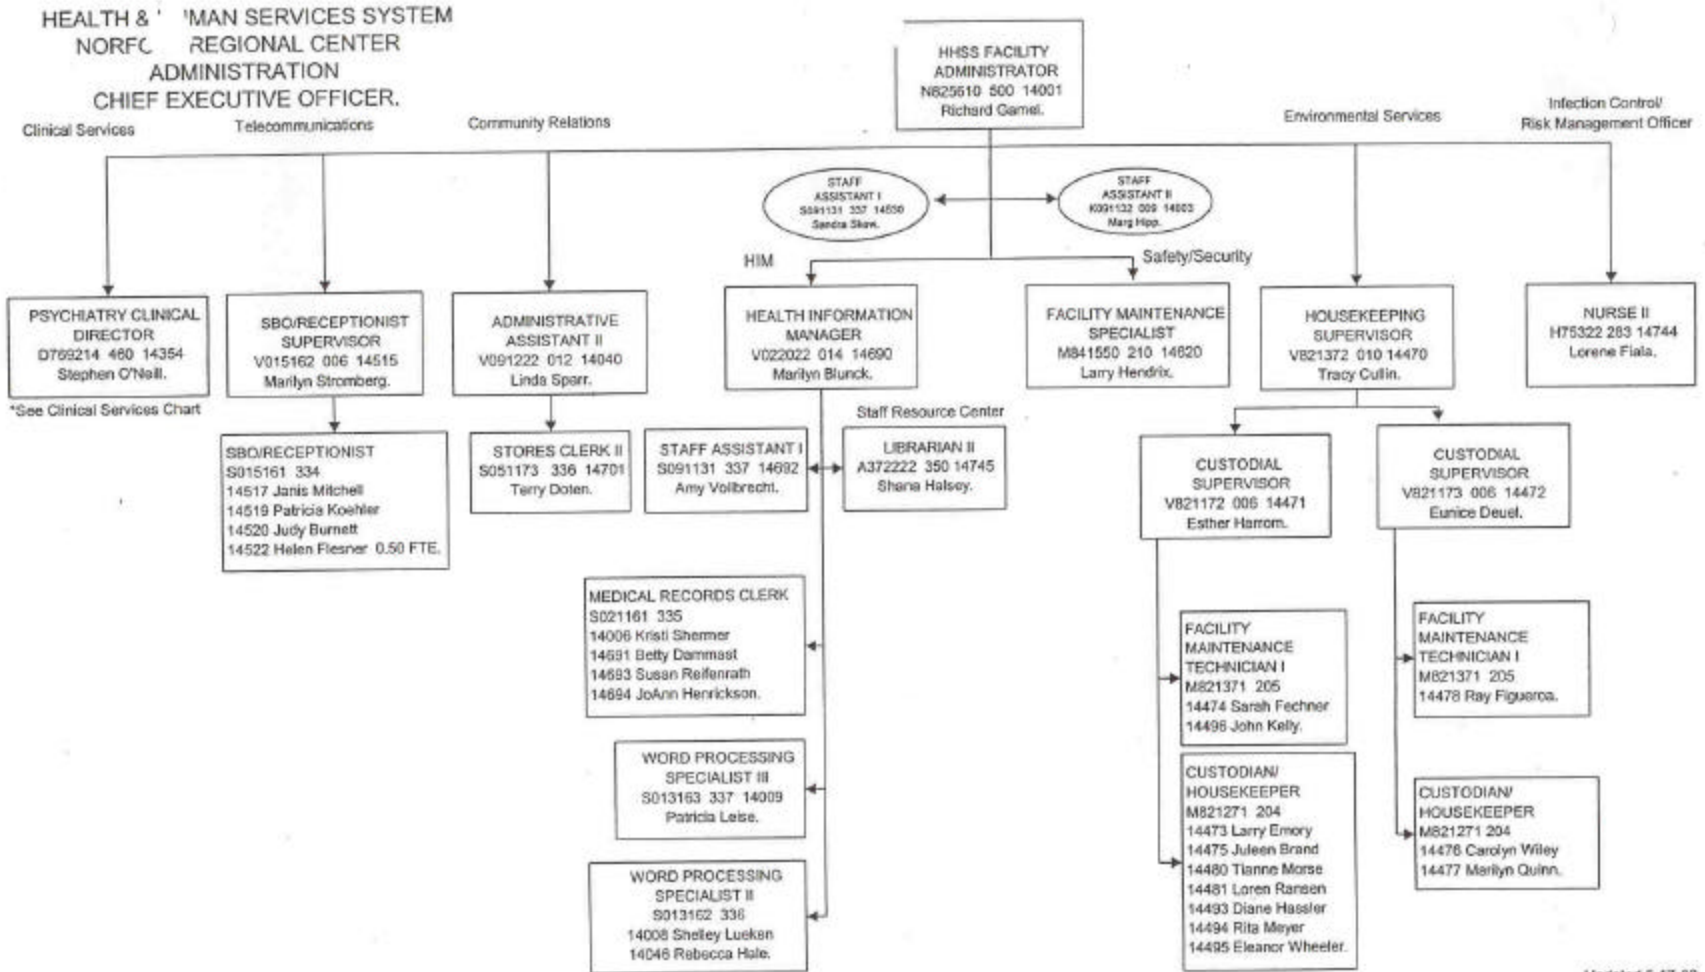 HEALTH & MAN SERVICES SYSTEM
NORFC REGIONAL CENTER
ADMINISTRATION
CHIEF EXECUTIVE OFFICER.
HHSS FACILITY
ADMINISTRATOR
N825610 500 14001
Richard Gamel.
Clinical Services
Telecommunications
Community Relations
Environmental Services
Infection Control/
Risk Management Officer
STAFF
ASSISTANT I
S091131 337 14530
Sandra Skow.
STAFF
ASSISTANT II
K091132 009 14003
Marg Hipp.
HIM
Safety/Security
PSYCHIATRY CLINICAL
DIRECTOR
D769214 460 14354
Stephen O'Neill.
*See Clinical Services Chart
SBO/RECEPTIONIST
SUPERVISOR
V015162 006 14515
Marilyn Stromberg.
ADMINISTRATIVE
ASSISTANT II
V091222 012 14040
Linda Sparr.
HEALTH INFORMATION
MANAGER
V022022 014 14690
Marilyn Blunck.
FACILITY MAINTENANCE
SPECIALIST
M841550 210 14620
Larry Hendrix.
HOUSEKEEPING
SUPERVISOR
V821372 010 14470
Tracy Cullin.
NURSE II
H75322 283 14744
Lorene Fiala.
SBO/RECEPTIONIST
S015161 334
14517 Janis Mitchell
14519 Patricia Koehler
14520 Judy Burnett
14522 Helen Flesner 0.50 FTE.
STORES CLERK II
S051173 336 14701
Terry Doten.
STAFF ASSISTANT I
S091131 337 14692
Amy Vollbrecht.
Staff Resource Center
LIBRARIAN II
A372222 350 14745
Shana Halsey.
CUSTODIAL
SUPERVISOR
V821172 006 14471
Esther Harrom.
CUSTODIAL
SUPERVISOR
V821173 006 14472
Eunice Deuel.
MEDICAL RECORDS CLERK
S021161 335
14006 Kristi Shermer
14691 Betty Dammast
14693 Susan Reifenrath
14694 JoAnn Henrickson.
WORD PROCESSING
SPECIALIST III
S013163 337 14009
Patricia Leise.
WORD PROCESSING
SPECIALIST II
S013162 336
14008 Shelley Lueken
14046 Rebecca Hale.
FACILITY
MAINTENANCE
TECHNICIAN I
M821371 205
14474 Sarah Fechner
14496 John Kelly.
CUSTODIAN/
HOUSEKEEPER
M821271 204
14473 Larry Emory
14475 Juleen Brand
14480 Tianne Morse
14481 Loren Ransen
14493 Diane Hassler
14494 Rita Meyer
14495 Eleanor Wheeler.
FACILITY
MAINTENANCE
TECHNICIAN I
M821371 205
14478 Ray Figueroa.
CUSTODIAN/
HOUSEKEEPER
M821271 204
14476 Carolyn Wiley
14477 Marilyn Quinn.